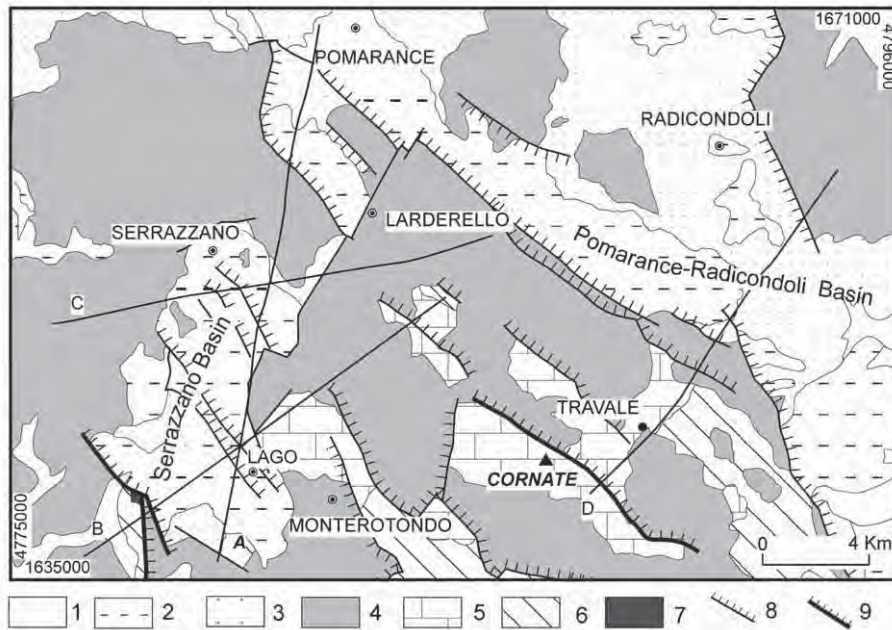 1671000
4796000
POMARANCE
RADICONDOLI
LARDERELLO
SERRAZZANO
Pomarance-Radicondoli Basin
C
Serrazzano Basin
TRAVALE
LAGO
CORNATE
MONTEROTONDO
D
B
A
4775000
1635000
0 4 Km
1 2 3 4 5 6 7 8 9